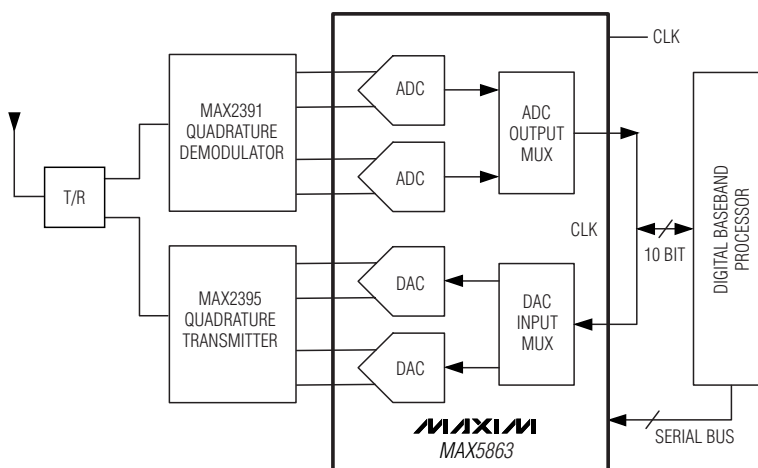 CLK
MAX2391
QUADRATURE
DEMODULATOR
ADC
ADC
OUTPUT
MUX
ADC
T/R
CLK
10 BIT
DIGITAL BASEBAND
PROCESSOR
MAX2395
QUADRATURE
TRANSMITTER
DAC
DAC
INPUT
MUX
DAC
MAXIM
MAX5863
SERIAL BUS